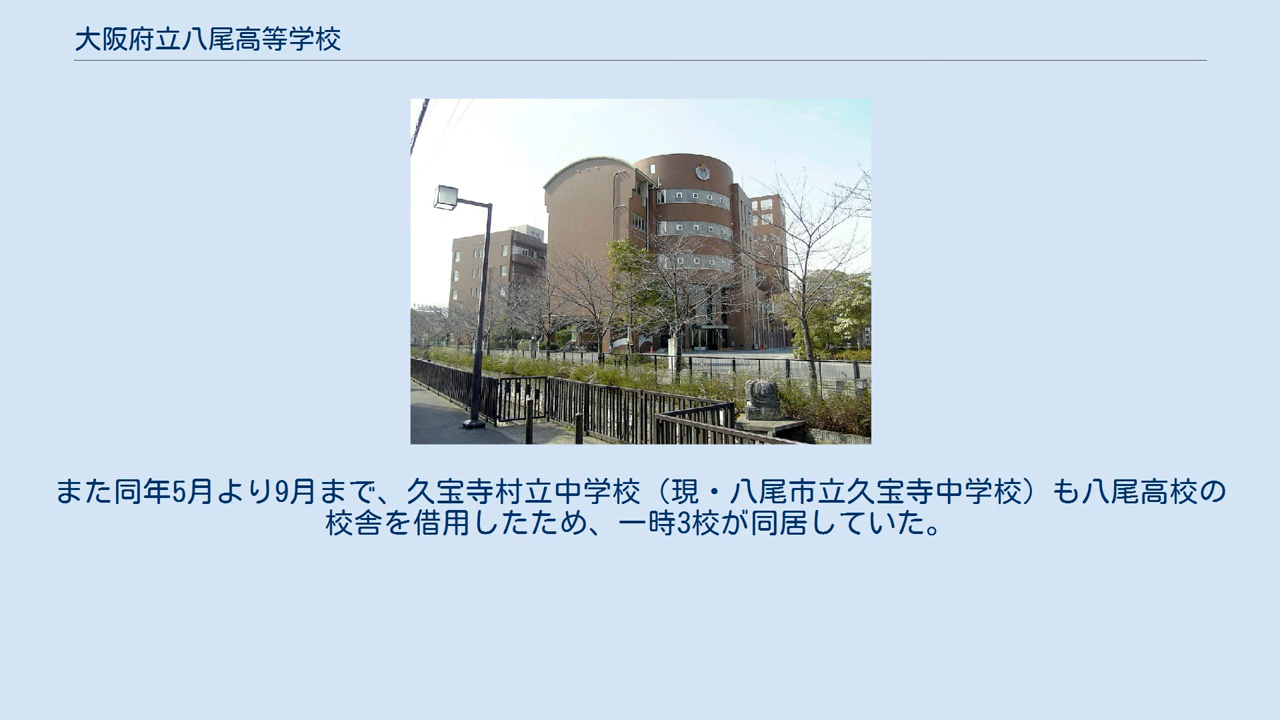 大阪府立八尾高等学校
また同年5月より9月まで、久宝寺村立中学校（現・八尾市立久宝寺中学校）も八尾高校の
校舎を借用したため、一時3校が同居していた。